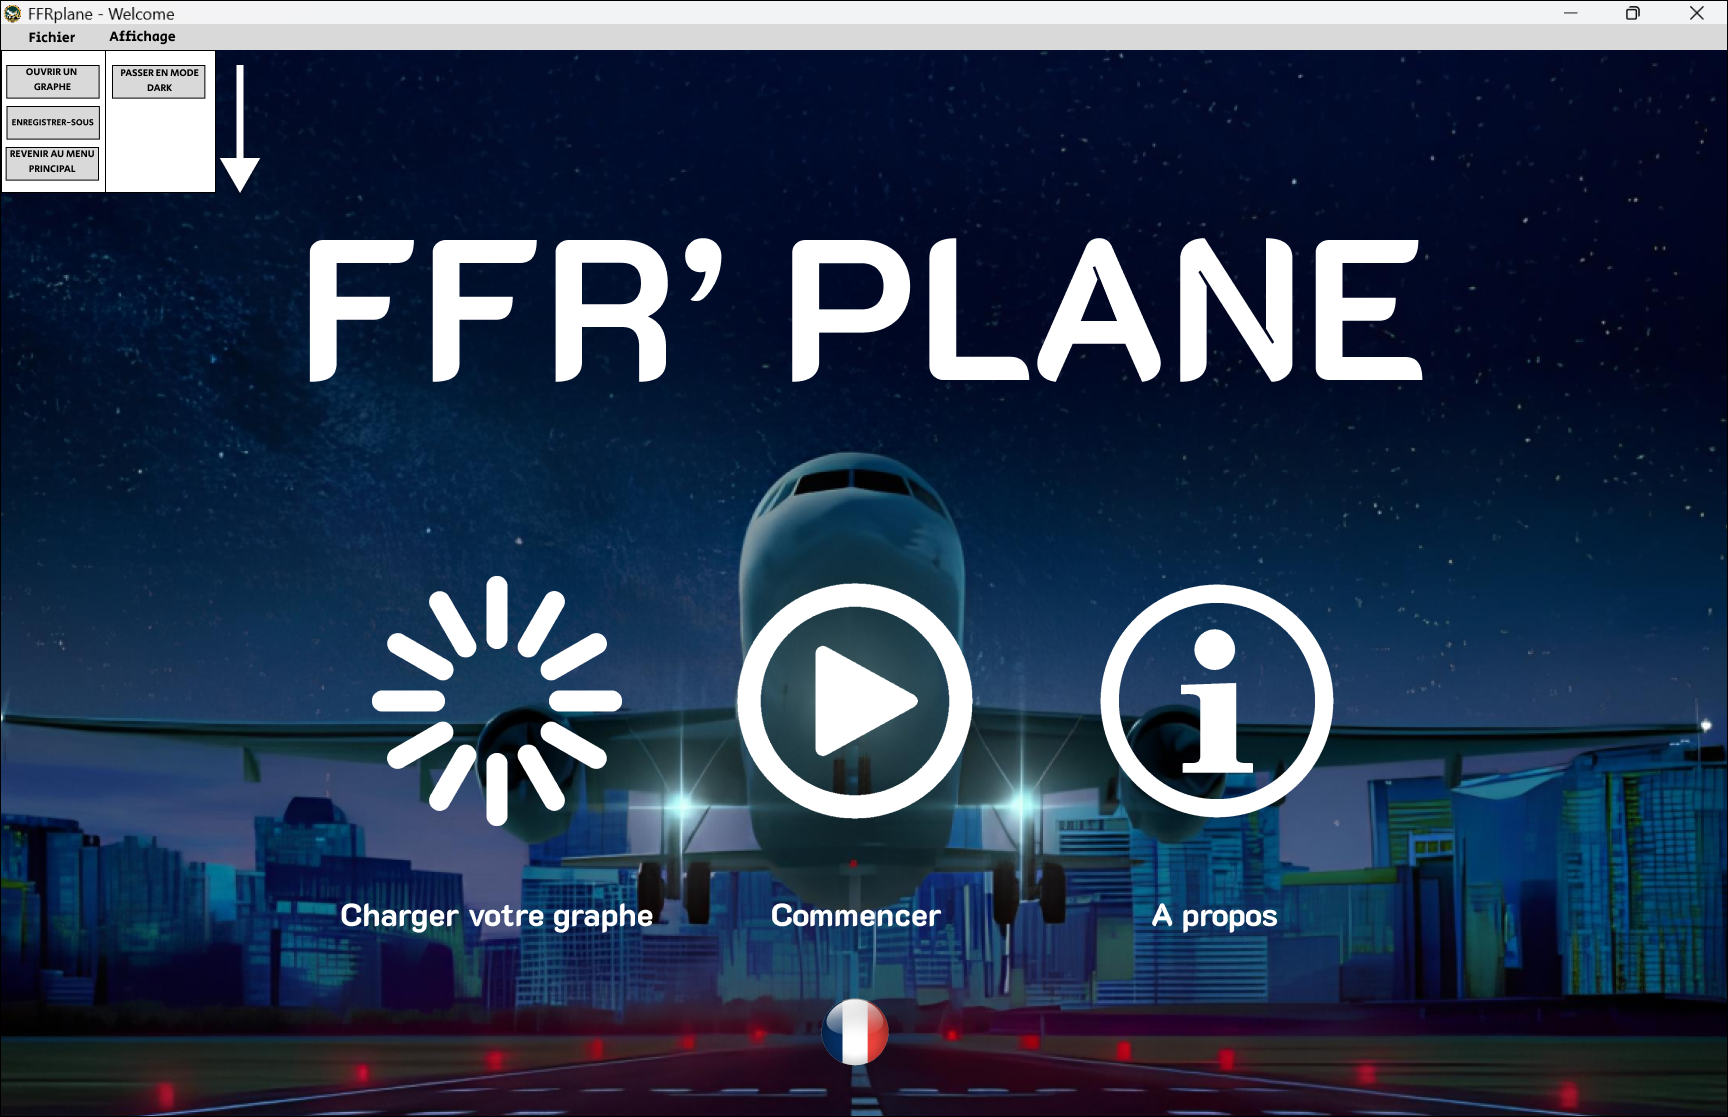 FFRplane - Welcome
Fichier Affichage
OUVRIR UN
GRAPHE
ENREGISTRER-SOUS
REVENIR AU MENU
PRINCIPAL
PASSER EN MODE
DARK
FFR’ PLANE
Charger votre graphe
Commencer
A propos